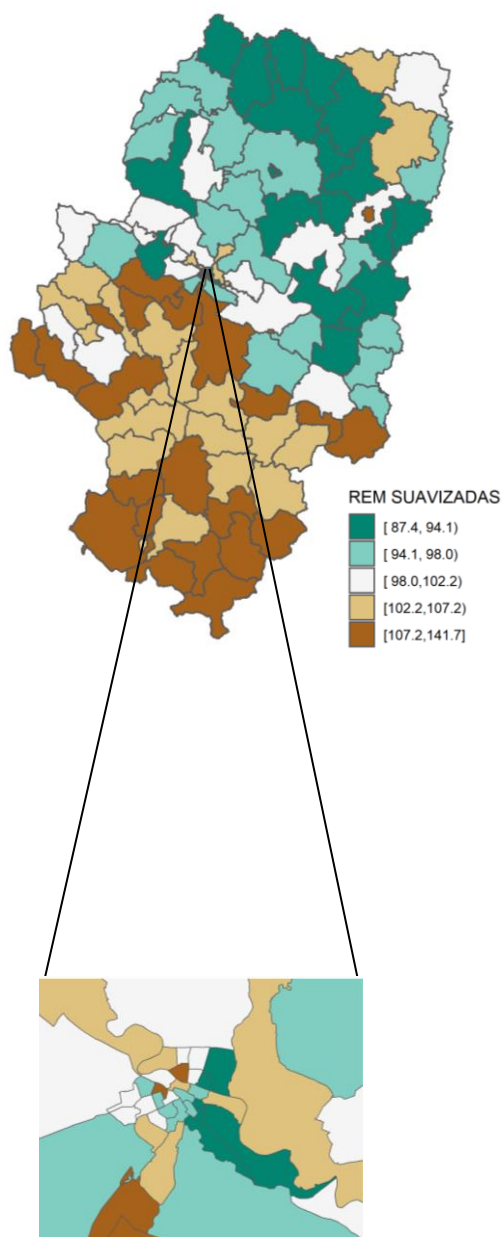 REM SUAVIZADAS
[ 87.4, 94.1)
[ 94.1, 98.0)
[ 98.0,102.2)
[102.2,107.2)
[107.2,141.7]